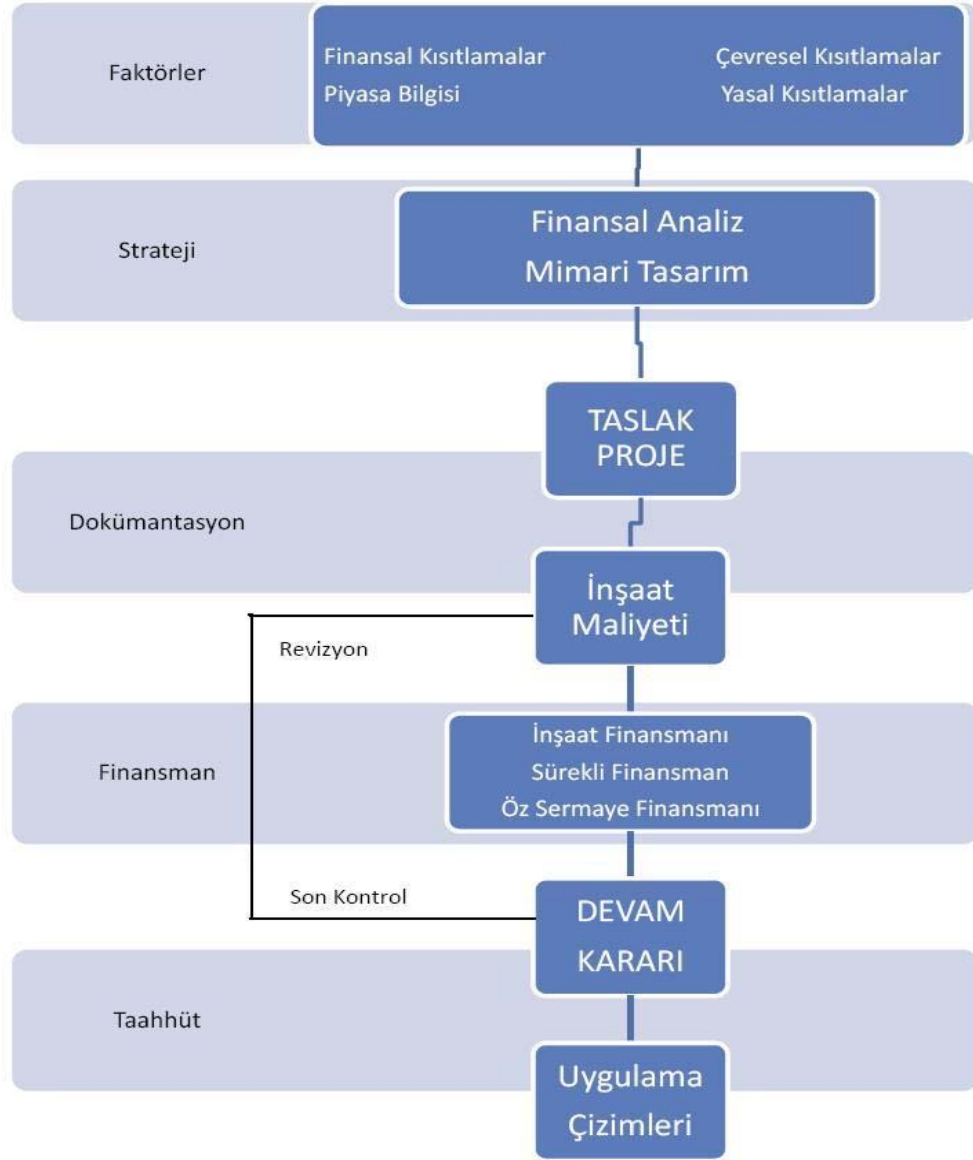 Faktörler
Finansal Kısıtlamalar
Çevresel Kısıtlamalar
Piyasa Bilgisi
Yasal Kısıtlamalar
Strateji
Finansal Analiz
Mimari Tasarım
TASLAK
PROJE
Dokümantasyon
İnşaat
Maliyeti
Revizyon
Finansman
İnşaat Finansmanı
Sürekli Finansman
Öz Sermaye Finansmanı
Son Kontrol
DEVAM
KARARI
Taahhüt
Uygulama
Çizimleri